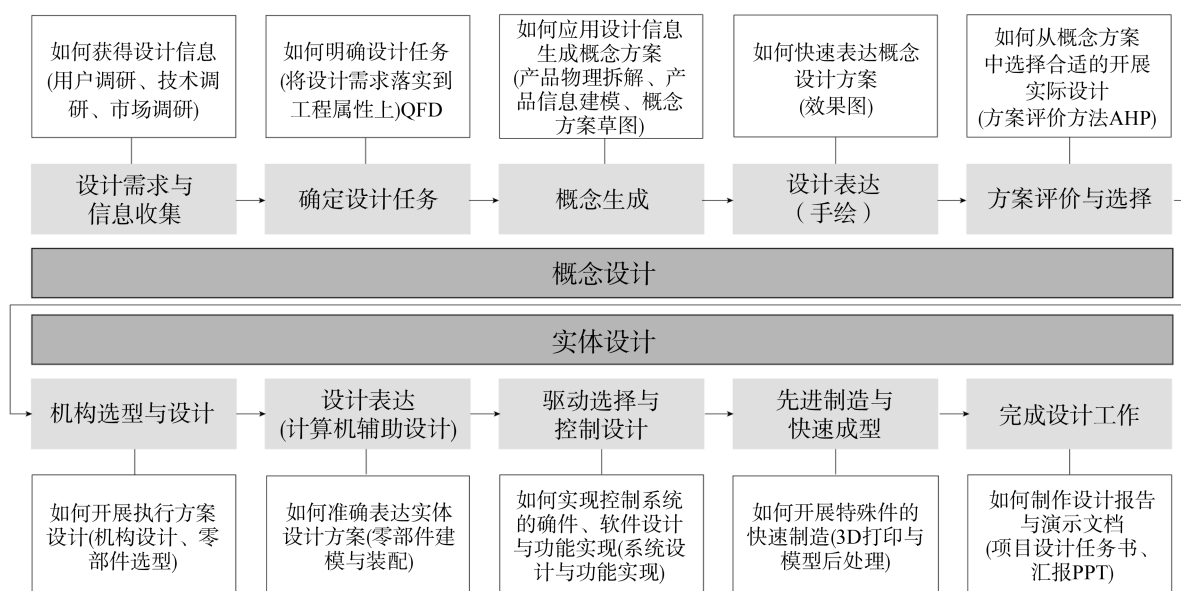 如何获得设计信息
(用户调研、技术调
研、市场调研)
如何明确设计任务
(将设计需求落实到
工程属性上)QFD
如何应用设计信息
生成概念方案
(产品物理拆解、产
品信息建模、概念
方案草图)
如何快速表达概念
设计方案
(效果图)
如何从概念方案
中选择合适的开展
实际设计
(方案评价方法AHP)
设计需求与
信息收集
确定设计任务
概念生成
设计表达
（手绘）
方案评价与选择
概念设计
实体设计
机构选型与设计
设计表达
(计算机辅助设计)
驱动选择与
控制设计
先进制造与
快速成型
完成设计工作
如何开展执行方案
设计(机构设计、零
部件选型)
如何准确表达实体
设计方案(零部件建
模与装配)
如何实现控制系统
的确件、软件设计
与功能实现(系统设
计与功能实现)
如何开展特殊件的
快速制造(3D打印与
模型后处理)
如何制作设计报告
与演示文档
(项目设计任务书、
汇报PPT)